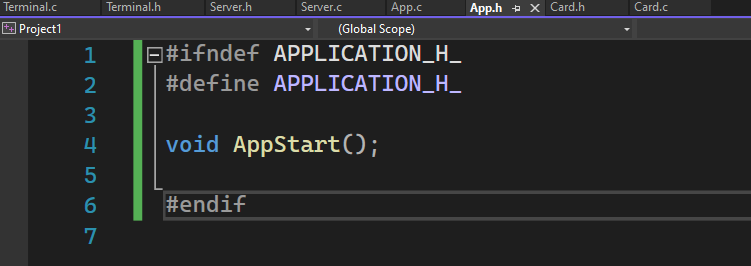 Terminal.c Terminal.h Server.h Server.c App.c App.h Card.h Card.c
Project1 (Global Scope)
1 #ifndef APPLICATION_H_
2 #define APPLICATION_H_
3
4 void AppStart();
5
6 #endif
7